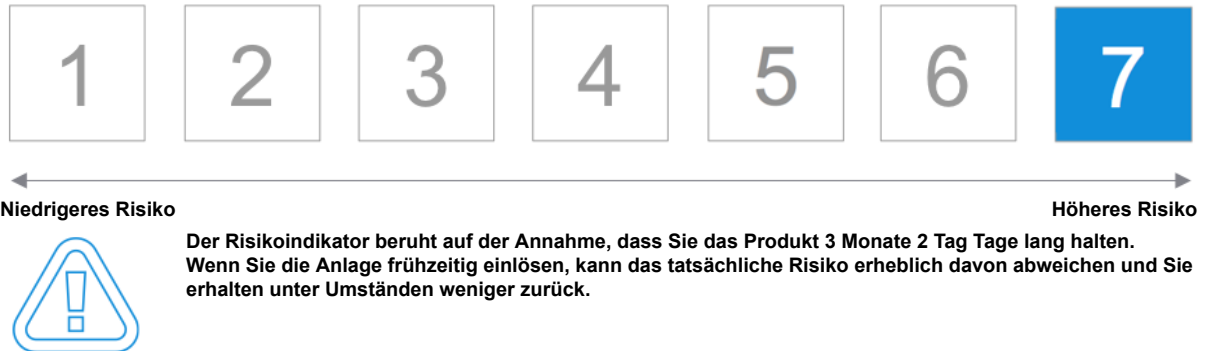 1 2 3 4 5 6 7
Niedrigeres Risiko Höheres Risiko
Der Risikoindikator beruht auf der Annahme, dass Sie das Produkt 3 Monate 2 Tag Tage lang halten.
Wenn Sie die Anlage frühzeitig einlösen, kann das tatsächliche Risiko erheblich davon abweichen und Sie
erhalten unter Umständen weniger zurück.